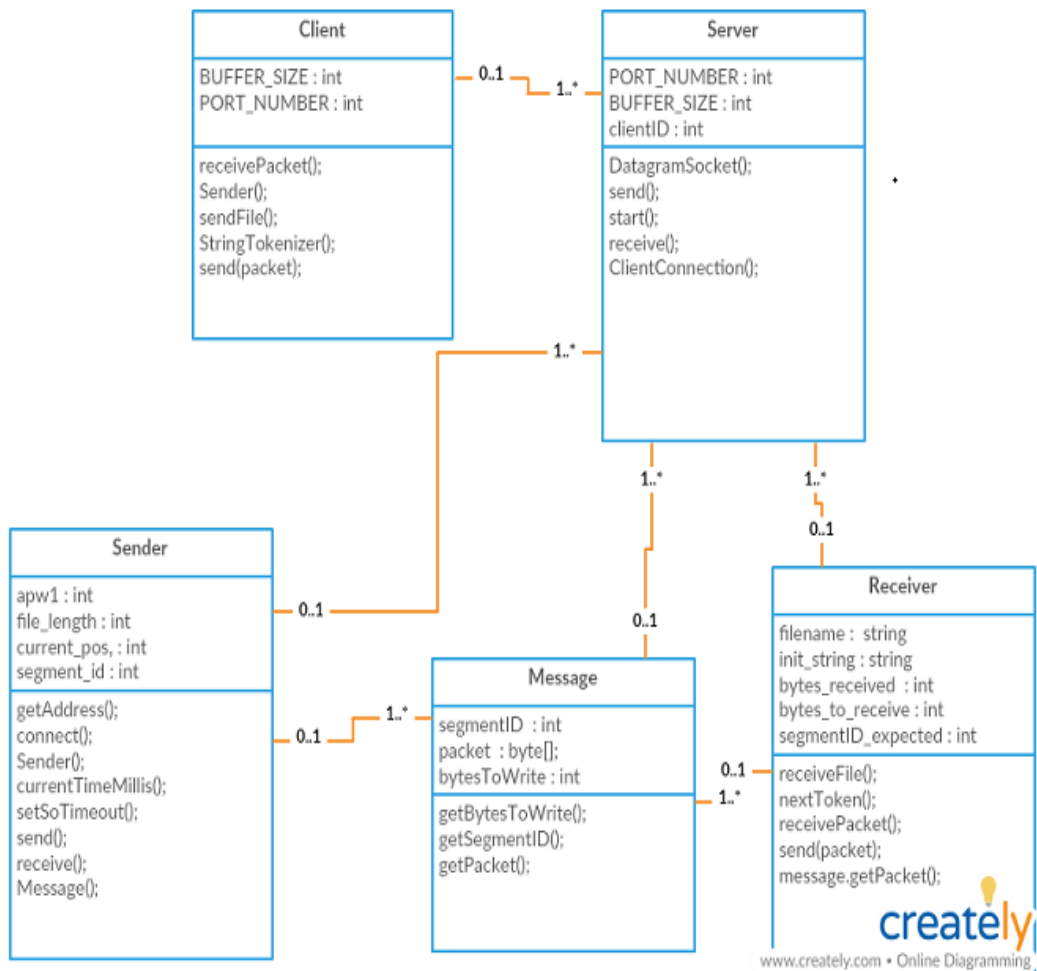 Client
BUFFER_SIZE : int
PORT_NUMBER : int
receivePacket();
Sender();
sendFile();
StringTokenizer();
send(packet);
0..1
1..*
Server
PORT_NUMBER : int
BUFFER_SIZE : int
clientID : int
DatagramSocket();
send();
start();
receive();
ClientConnection();
1..*
0..1
1..*
0..1
1..*
0..1
Sender
apw1 : int
file_length : int
current_pos, : int
segment_id : int
getAddress();
connect();
Sender();
currentTimeMillis();
setSoTimeout();
send();
receive();
Message();
0..1
1..*
Message
segmentID : int
packet : byte[];
bytesToWrite : int
getBytesToWrite();
getSegmentID();
getPacket();
0..1
1..*
Receiver
filename : string
init_string : string
bytes_received : int
bytes_to_receive : int
segmentID_expected : int
receiveFile();
nextToken();
receivePacket();
send(packet);
message.getPacket();
creately
www.creately.com • Online Diagramming